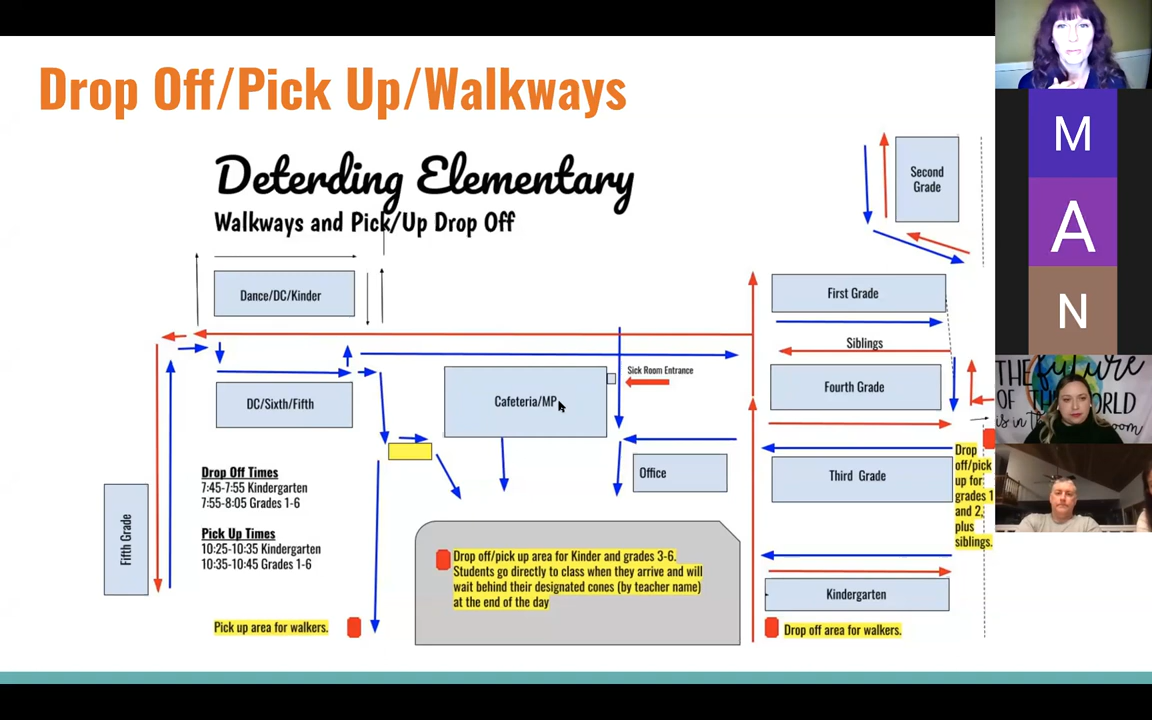 Drop Off/Pick Up/Walkways
Deterding Elementary
Walkways and Pick/Up Drop Off
Second
Grade
Dance/DC/Kinder
First Grade
Siblings
Sick Room Entrance
Fourth Grade
DC/Sixth/Fifth
Cafeteria/MP
Office
Third Grade
Drop
off/pick
up for
grades 1
and 2,
plus
siblings.
Drop Off Times
7:45-7:55 Kindergarten
7:55-8:05 Grades 1-6
Pick Up Times
10:25-10:35 Kindergarten
10:35-10:45 Grades 1-6
Fifth Grade
Drop off/pick up area for Kinder and grades 3-6.
Students go directly to class when they arrive and will
wait behind their designated cones (by teacher name)
at the end of the day
Kindergarten
Pick up area for walkers.
Drop off area for walkers.
M
A
N
THE future
OF THE WORLD
is in
room